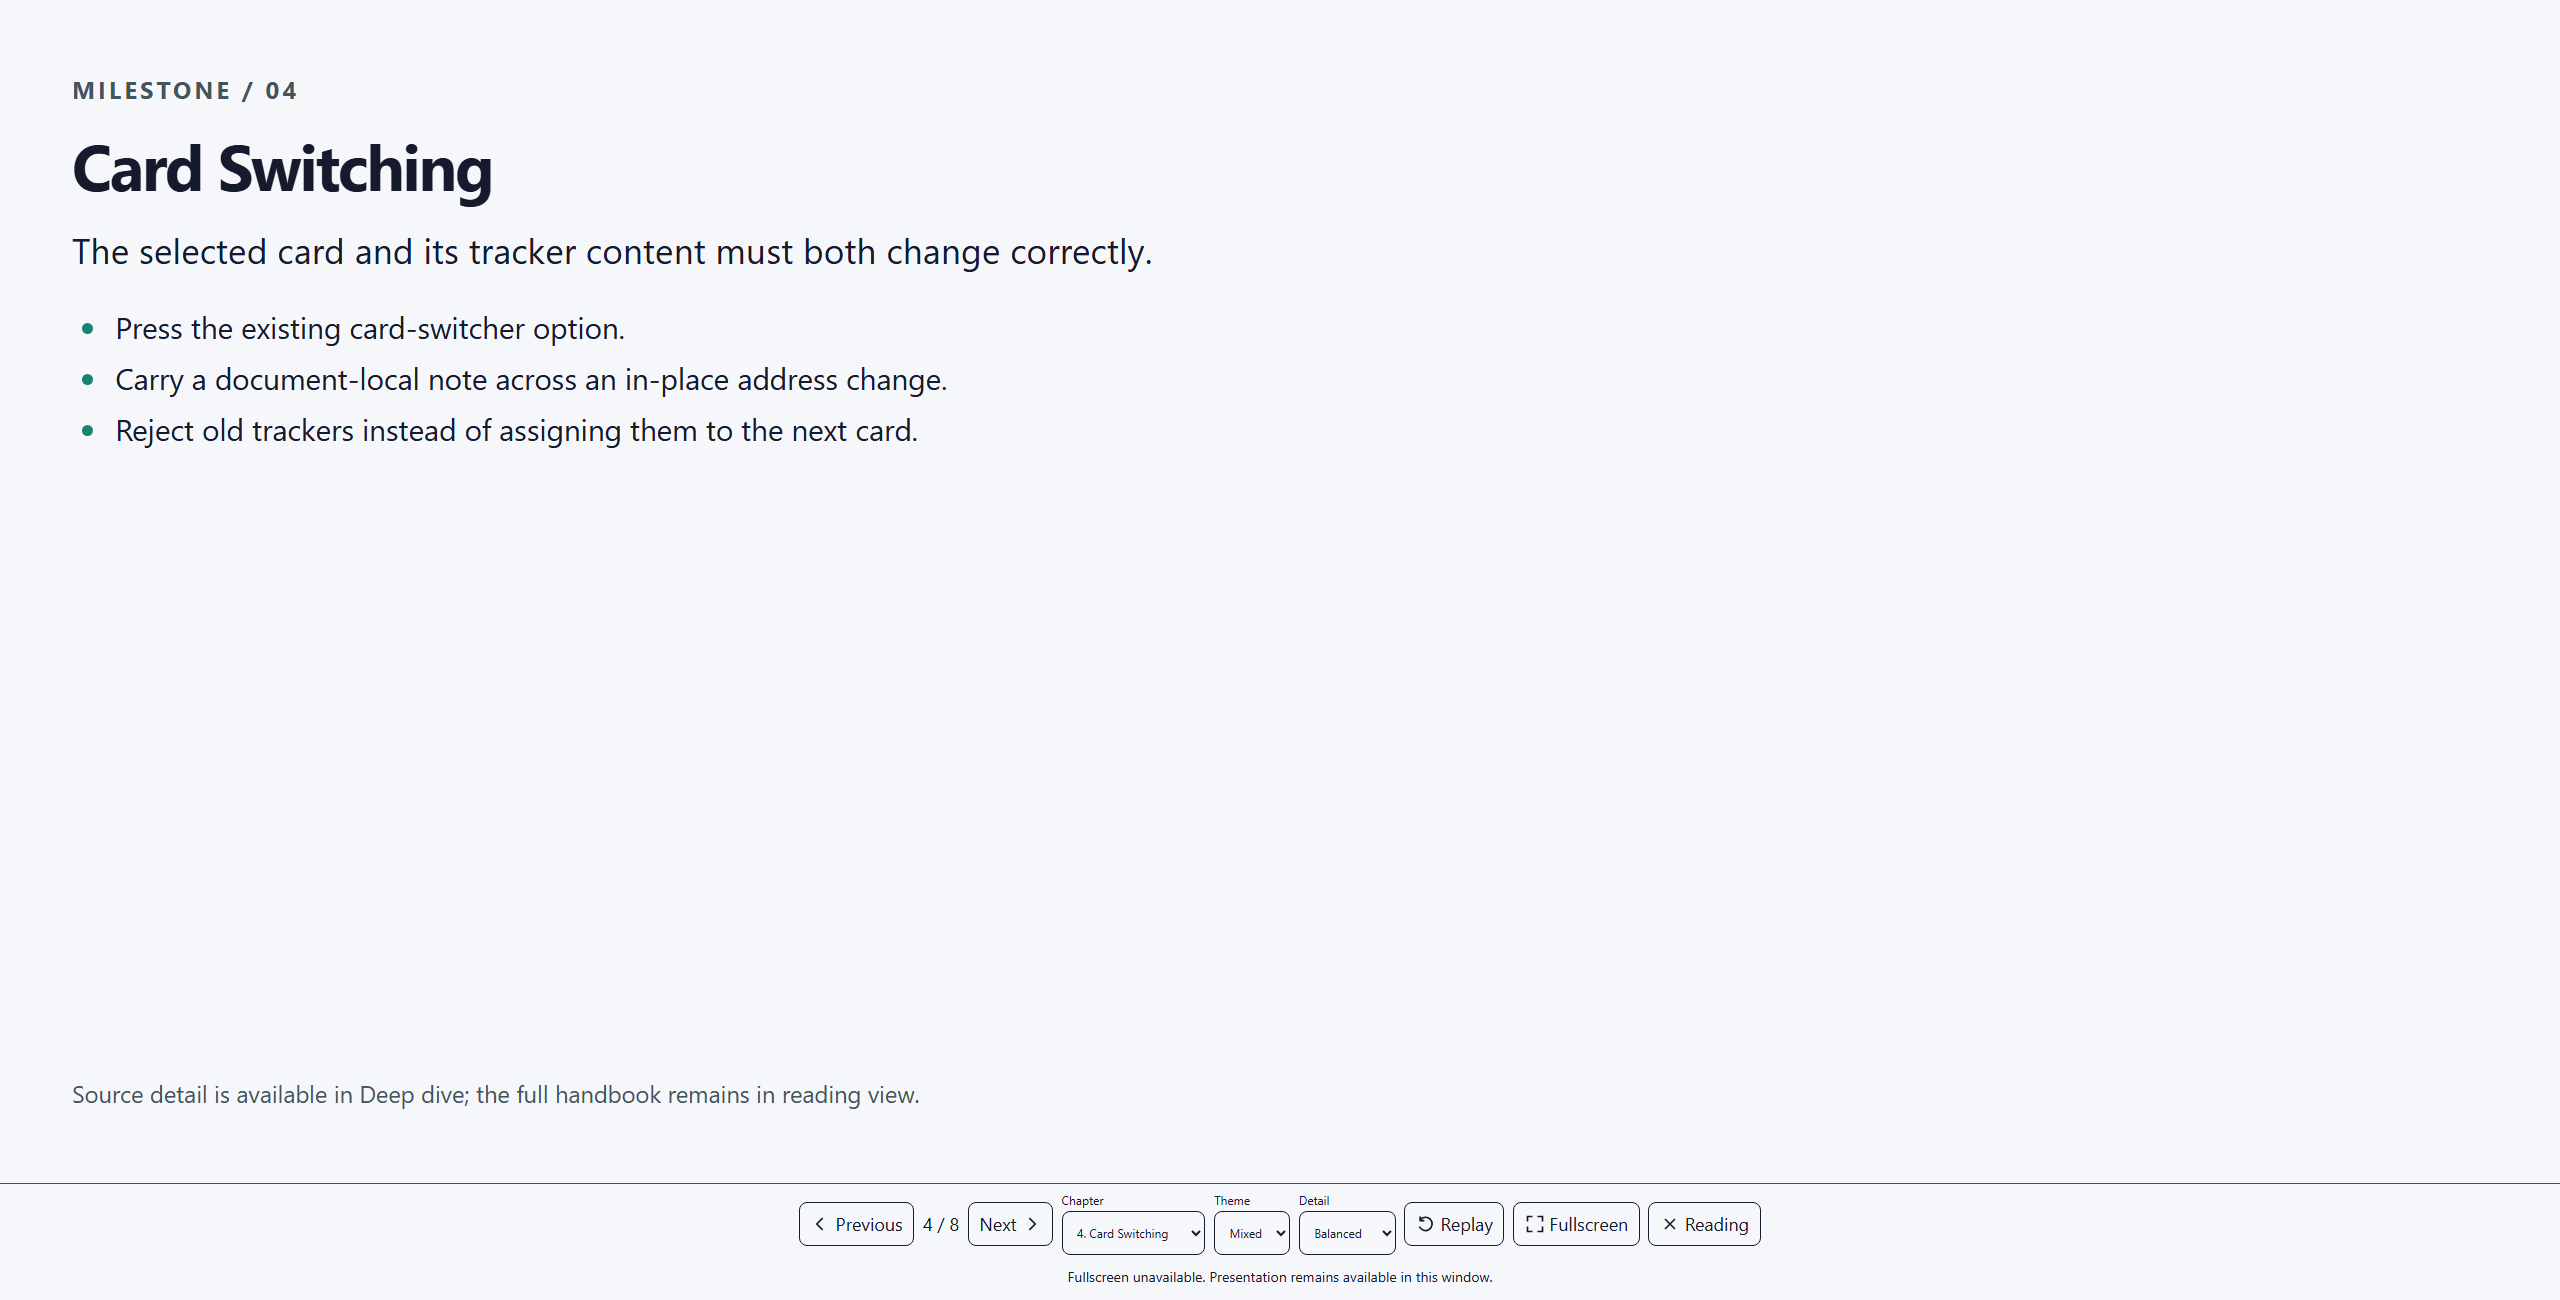 MILESTONE / 04
Card Switching
The selected card and its tracker content must both change correctly.
Press the existing card-switcher option.
Carry a document-local note across an in-place address change.
Reject old trackers instead of assigning them to the next card.
Source detail is available in Deep dive; the full handbook remains in reading view.
Chapter Theme Detail
Previous 4 / 8 Next 4. Card Switching Mixed Balanced Replay Fullscreen Reading
Fullscreen unavailable. Presentation remains available in this window.